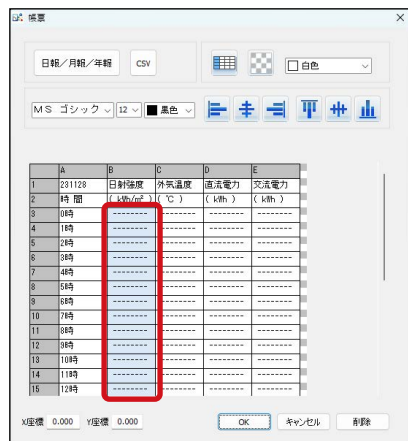 帳票
日報／月報／年報 CSV 白色
ＭＳ ゴシック 12 黒色
A B C D E
1 231128 日射強度 外気温度 直流電力 交流電力
2 時 間 ( kWh/㎡ ) ( ℃ ) ( kWh ) ( kWh )
3 0時 -------- -------- -------- --------
4 1時 -------- -------- -------- --------
5 2時 -------- -------- -------- --------
6 3時 -------- -------- -------- --------
7 4時 -------- -------- -------- --------
8 5時 -------- -------- -------- --------
9 6時 -------- -------- -------- --------
10 7時 -------- -------- -------- --------
11 8時 -------- -------- -------- --------
12 9時 -------- -------- -------- --------
13 10時 -------- -------- -------- --------
14 11時 -------- -------- -------- --------
15 12時 -------- -------- -------- --------
X座標 0.000 Y座標 0.000 OK キャンセル 削除